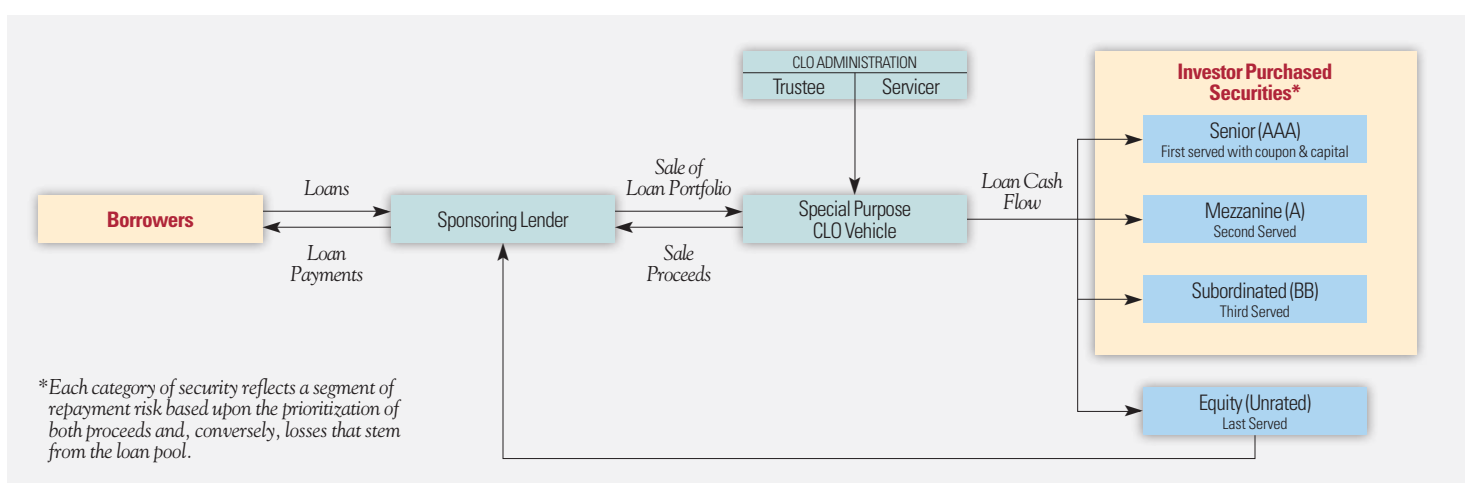 CLO ADMINISTRATION
Trustee
Servicer
Investor Purchased
Securities*
Senior (AAA)
First served with coupon & capital
Loans
Sale of
Loan Portfolio
Loan Cash
Flow
Borrowers
Sponsoring Lender
Special Purpose
CLO Vehicle
Mezzanine (A)
Second Served
Loan
Payments
Sale
Proceeds
Subordinated (BB)
Third Served
Equity (Unrated)
Last Served
*Each category of security reflects a segment of
repayment risk based upon the prioritization of
both proceeds and, conversely, losses that stem
from the loan pool.